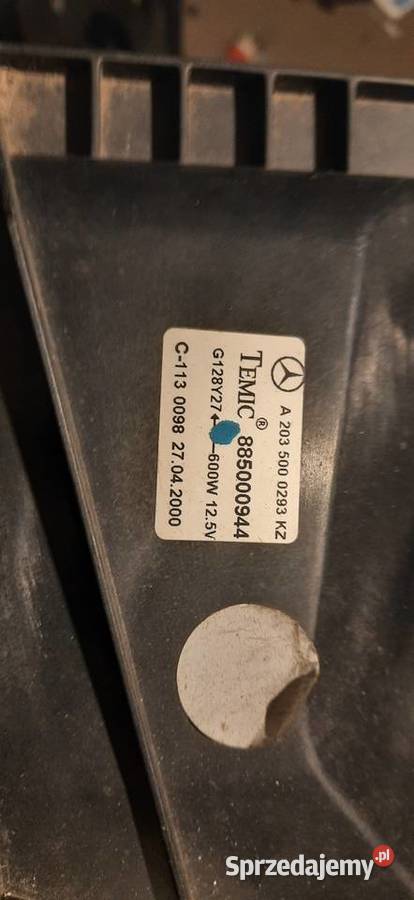 A 203 500 0293 KZ
TEMIC® 885000944
G128Y27 600W 12.5V
C-113 0098 27.04.2000
Sprzedajemy.pl